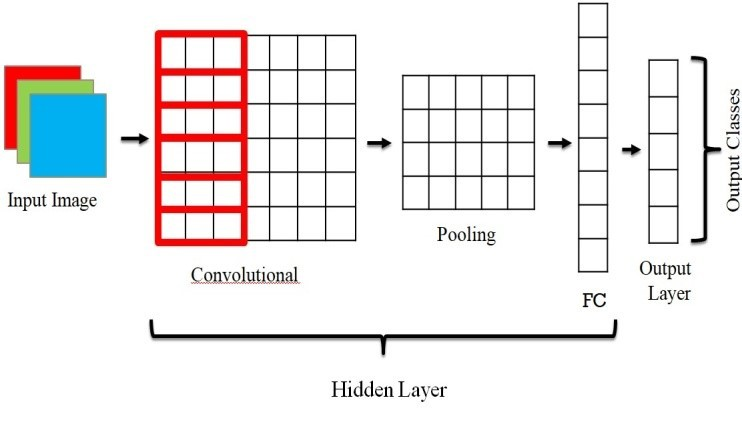 Input Image
Convolutional
Pooling
FC
Output
Layer
Output Classes
Hidden Layer